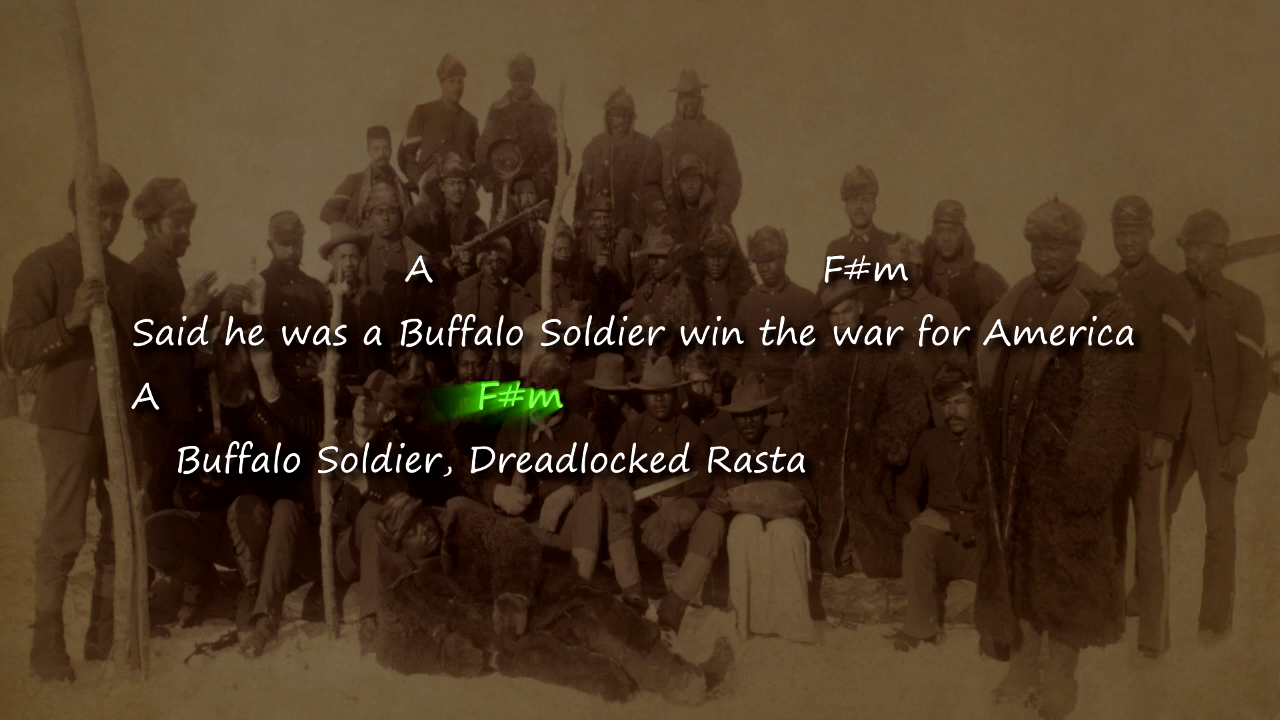 A F#m
Said he was a Buffalo Soldier win the war for America
A F#m
Buffalo Soldier, Dreadlocked Rasta